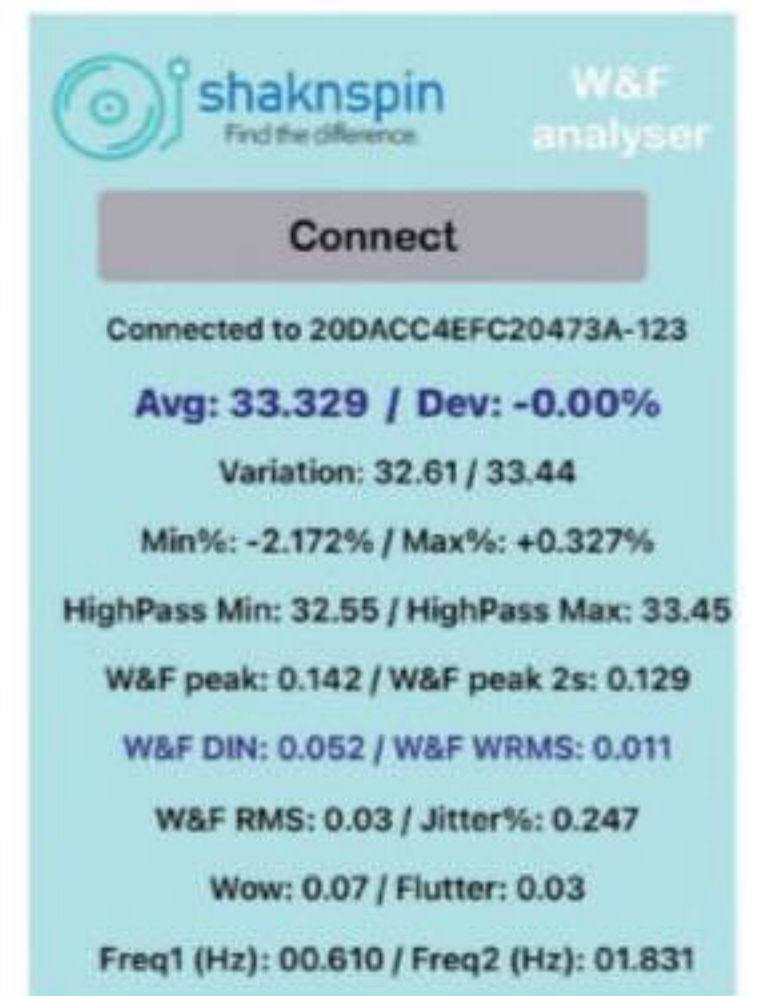 shaknspin
Find the difference.
W&F
analyser
Connect
Connected to 20DACC4EFC20473A-123
Avg: 33.329 / Dev: -0.00%
Variation: 32.61 / 33.44
Min%: -2.172% / Max%: +0.327%
HighPass Min: 32.55 / HighPass Max: 33.45
W&F peak: 0.142 / W&F peak 2s: 0.129
W&F DIN: 0.052 / W&F WRMS: 0.011
W&F RMS: 0.03 / Jitter%: 0.247
Wow: 0.07 / Flutter: 0.03
Freq1 (Hz): 00.610 / Freq2 (Hz): 01.831